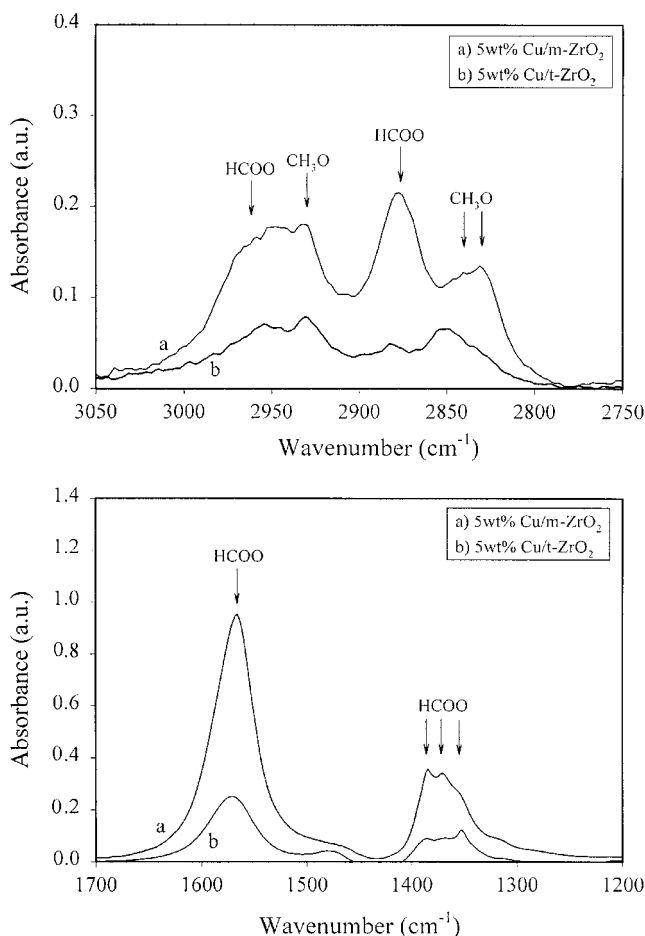 0.4
0.3
0.2
0.1
0.0
Absorbance (a.u.)
a) 5wt% Cu/m-ZrO₂
b) 5wt% Cu/t-ZrO₂
HCOO
CH₃O
HCOO
CH₃O
a
b
3050 3000 2950 2900 2850 2800 2750
Wavenumber (cm⁻¹)
1.4
1.2
1.0
0.8
0.6
0.4
0.2
0.0
Absorbance (a.u.)
a) 5wt% Cu/m-ZrO₂
b) 5wt% Cu/t-ZrO₂
HCOO
HCOO
a
b
1700 1600 1500 1400 1300 1200
Wavenumber (cm⁻¹)